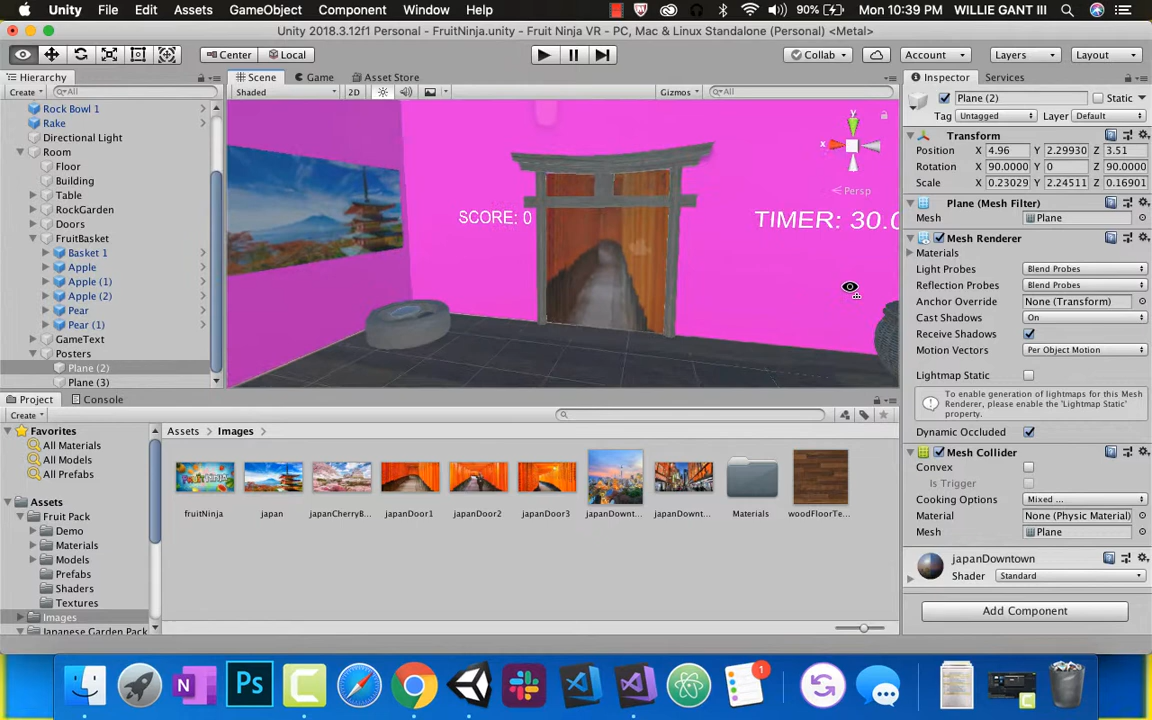 Unity File Edit Assets GameObject Component Window Help 90% Mon 10:39 PM WILLIE GANT III
Unity 2018.3.12f1 Personal - FruitNinja.unity - Fruit Ninja VR - PC, Mac & Linux Standalone (Personal) <Metal>
Center Local Collab Account Layers Layout
Hierarchy Scene Game Asset Store Inspector Services
Create All Shaded 2D Gizmos All
Rock Bowl 1
Rake
Directional Light
Room
Floor
Building
Table
RockGarden
Doors
FruitBasket
Basket 1
Apple
Apple (1)
Apple (2)
Pear
Pear (1)
GameText
Posters
Plane (2)
Plane (3)
SCORE: 0
TIMER: 30.0
y
x
Persp
Plane (2) Static
Tag Untagged Layer Default
Transform
Position X 4.96 Y 2.29930 Z 3.51
Rotation X 90.0000 Y 0 Z 90.0000
Scale X 0.23029 Y 2.24511 Z 0.16901
Plane (Mesh Filter)
Mesh Plane
Mesh Renderer
Materials
Light Probes Blend Probes
Reflection Probes Blend Probes
Anchor Override None (Transform)
Cast Shadows On
Receive Shadows
Motion Vectors Per Object Motion
Lightmap Static
To enable generation of lightmaps for this Mesh
Renderer, please enable the 'Lightmap Static'
property.
Dynamic Occluded
Mesh Collider
Convex
Is Trigger
Cooking Options Mixed ...
Material None (Physic Material)
Mesh Plane
japanDowntown
Shader Standard
Add Component
Project Console
Create
Favorites
All Materials
All Models
All Prefabs
Assets
Fruit Pack
Demo
Materials
Models
Prefabs
Shaders
Textures
Images
Japanese Garden Pack
Assets Images
fruitNinja japan japanCherryB... japanDoor1 japanDoor2 japanDoor3 japanDownt... japanDownt... Materials woodFloorTe...
N Ps 1